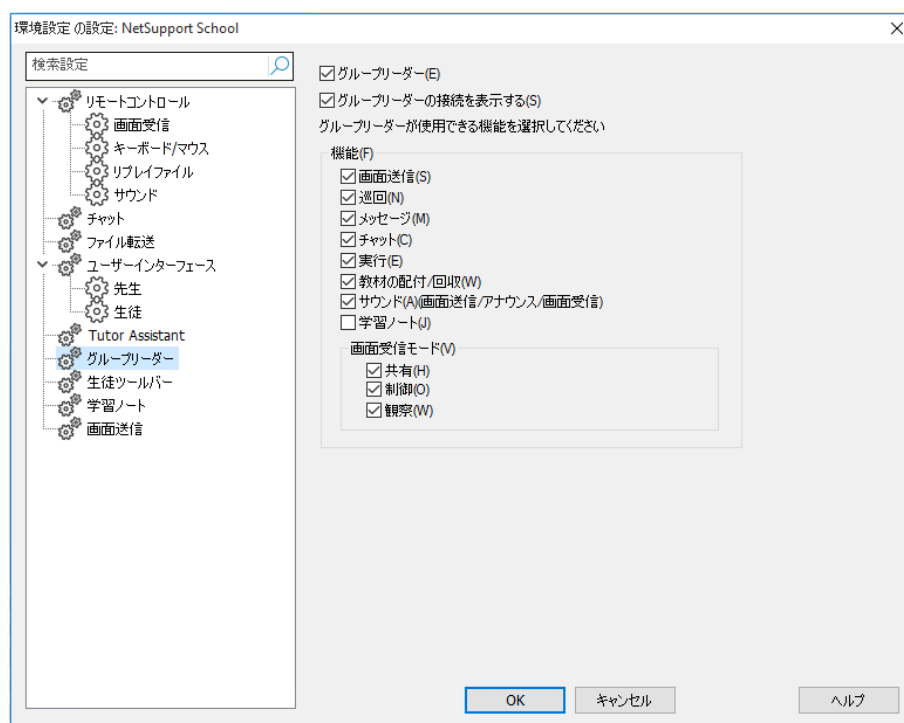 環境設定 の設定: NetSupport School
検索設定
リモートコントロール
画面受信
キーボード/マウス
リプレイファイル
サウンド
チャット
ファイル転送
ユーザーインターフェース
先生
生徒
Tutor Assistant
グループリーダー
生徒ツールバー
学習ノート
画面送信
グループリーダー(E)
グループリーダーの接続を表示する(S)
グループリーダーが使用できる機能を選択してください
機能(F)
画面送信(S)
巡回(N)
メッセージ(M)
チャット(C)
実行(E)
教材の配付/回収(W)
サウンド(A)(画面送信/アナウンス/画面受信)
学習ノート(J)
画面受信モード(V)
共有(H)
制御(O)
観察(W)
OK
キャンセル
ヘルプ